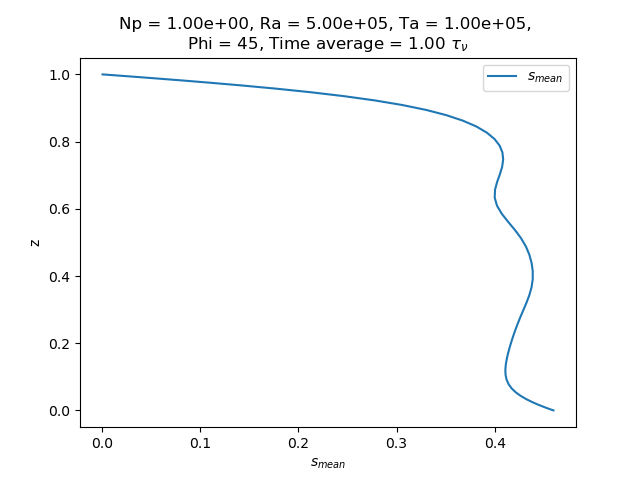 Np = 1.00e+00, Ra = 5.00e+05, Ta = 1.00e+05,
Phi = 45, Time average = 1.00 τν
smean
1.0
0.8
0.6
0.4
0.2
0.0
z
0.0 0.1 0.2 0.3 0.4
smean